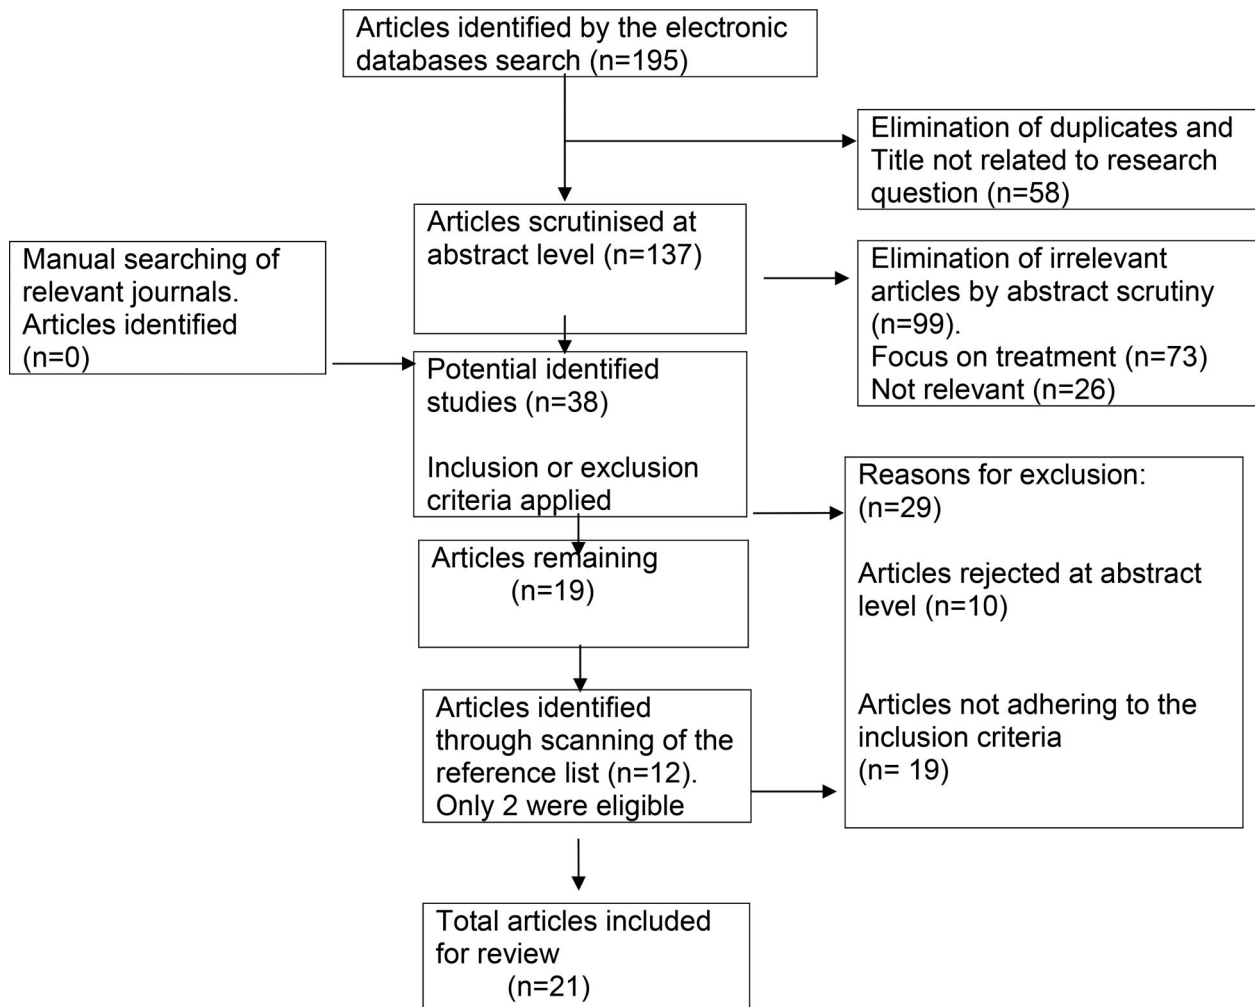 Articles identified by the electronic
databases search (n=195)
Elimination of duplicates and
Title not related to research
question (n=58)
Articles scrutinised at
abstract level (n=137)
Manual searching of
relevant journals.
Articles identified
(n=0)
Elimination of irrelevant
articles by abstract scrutiny
(n=99).
Focus on treatment (n=73)
Not relevant (n=26)
Potential identified
studies (n=38)
Inclusion or exclusion
criteria applied
Reasons for exclusion:
(n=29)
Articles rejected at abstract
level (n=10)
Articles not adhering to the
inclusion criteria
(n= 19)
Articles remaining
(n=19)
Articles identified
through scanning of the
reference list (n=12).
Only 2 were eligible
Total articles included
for review
(n=21)